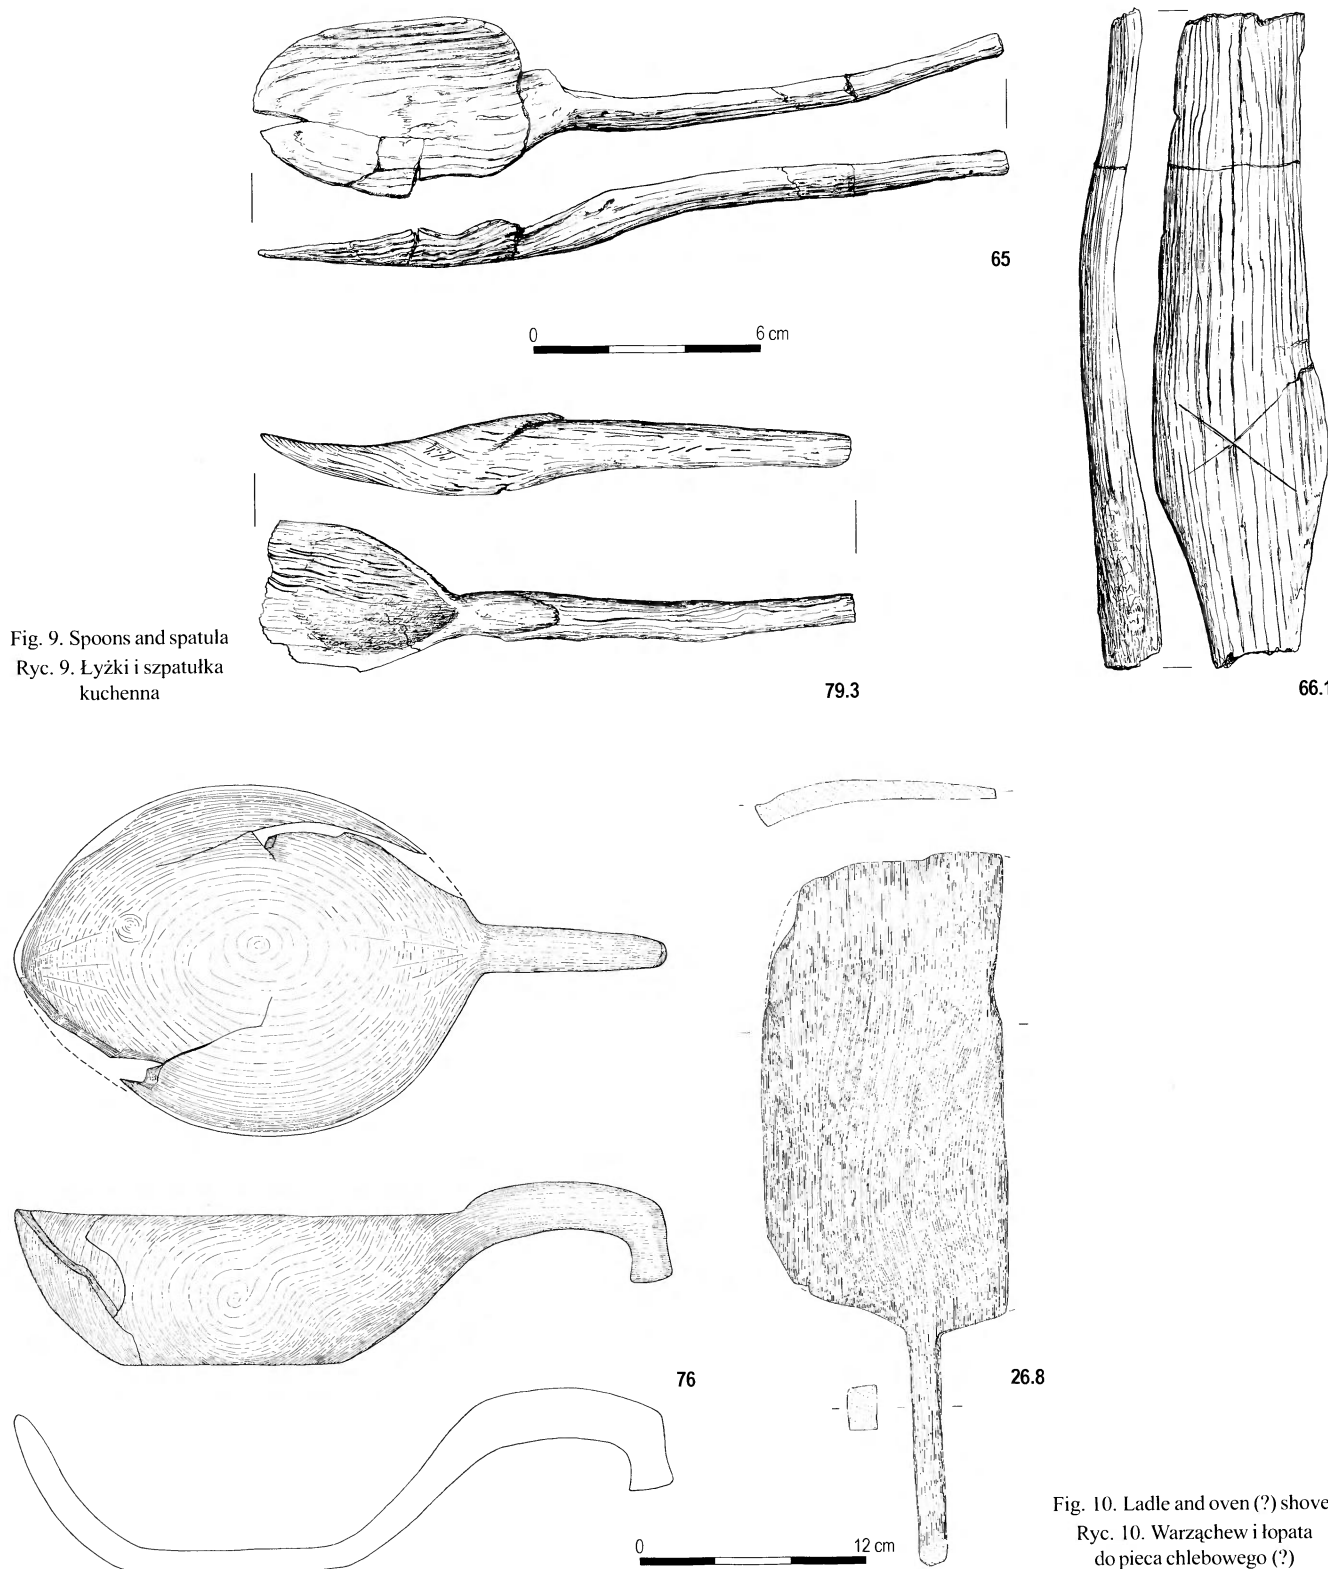 65
0 6 cm
Fig. 9. Spoons and spatula
Ryc. 9. Łyżki i szpatułka
kuchenna
79.3
66.1
76
26.8
0 12 cm
Fig. 10. Ladle and oven (?) shove
Ryc. 10. Warząchew i łopata
do pieca chlebowego (?)